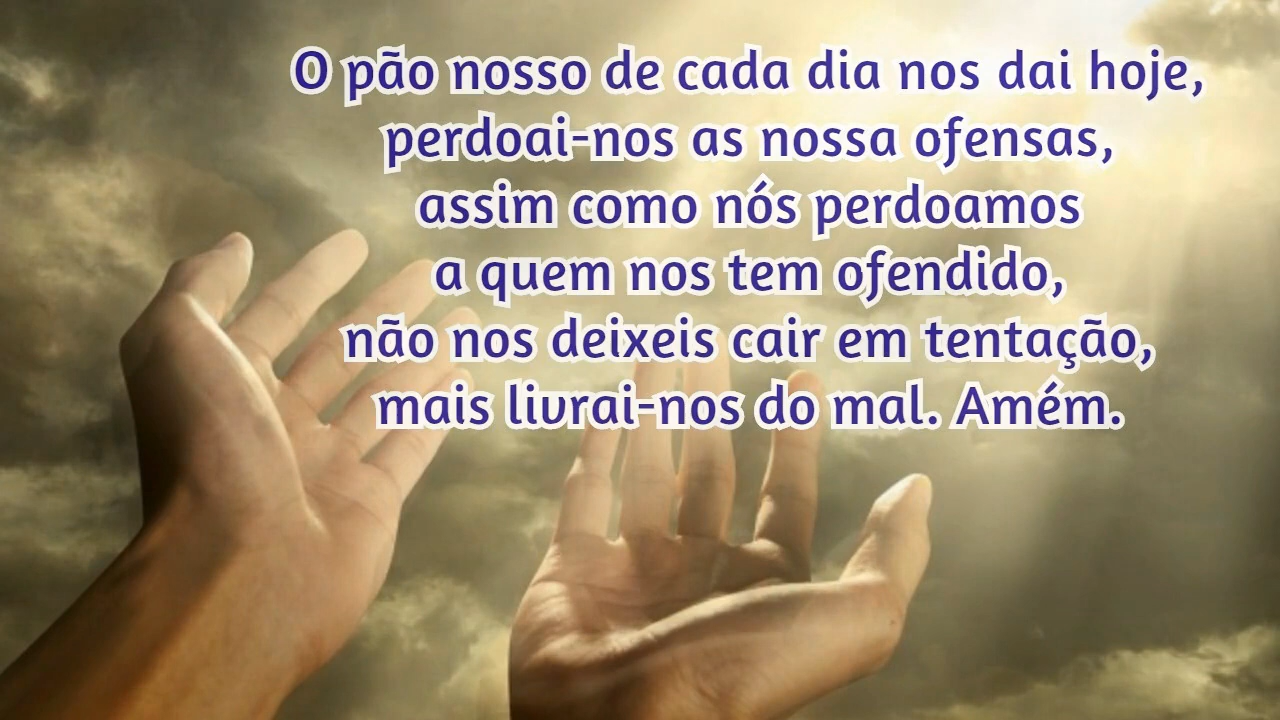 O pão nosso de cada dia nos dai hoje,
perdoai-nos as nossa ofensas,
assim como nós perdoamos
a quem nos tem ofendido,
não nos deixeis cair em tentação,
mais livrai-nos do mal. Amém.